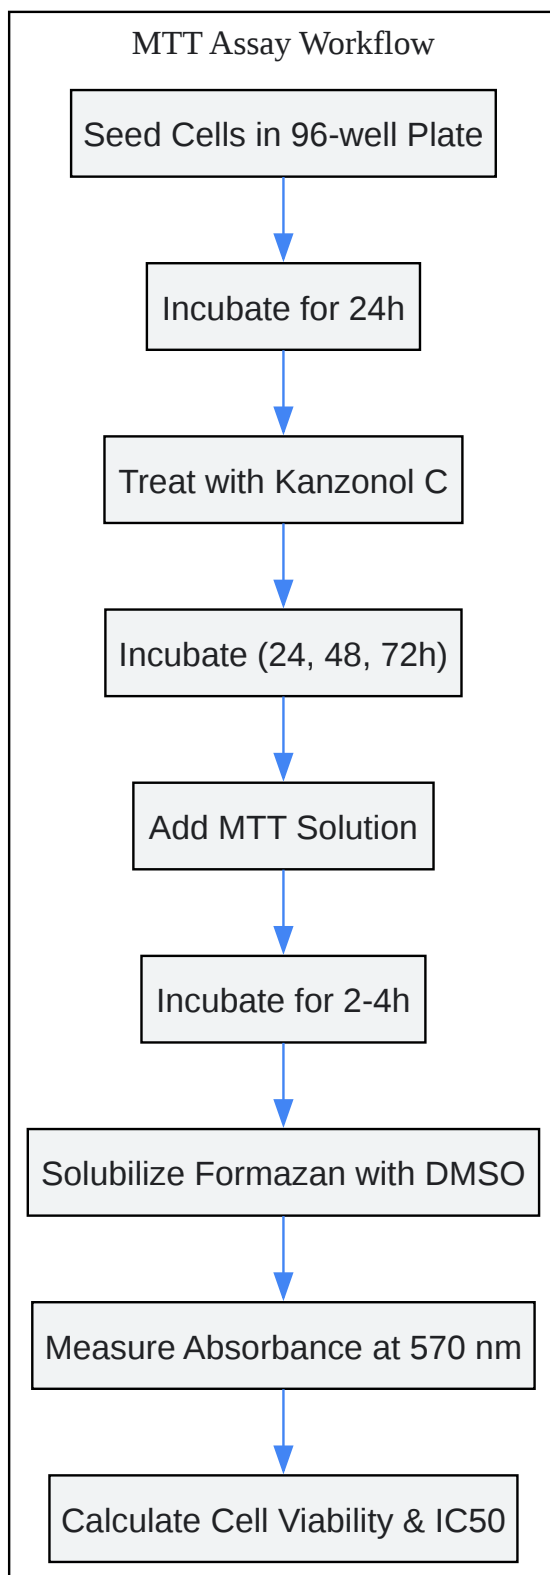 MTT Assay Workflow
Seed Cells in 96-well Plate
Incubate for 24h
Treat with Kanzonol C
Incubate (24, 48, 72h)
Add MTT Solution
Incubate for 2-4h
Solubilize Formazan with DMSO
Measure Absorbance at 570 nm
Calculate Cell Viability & IC50